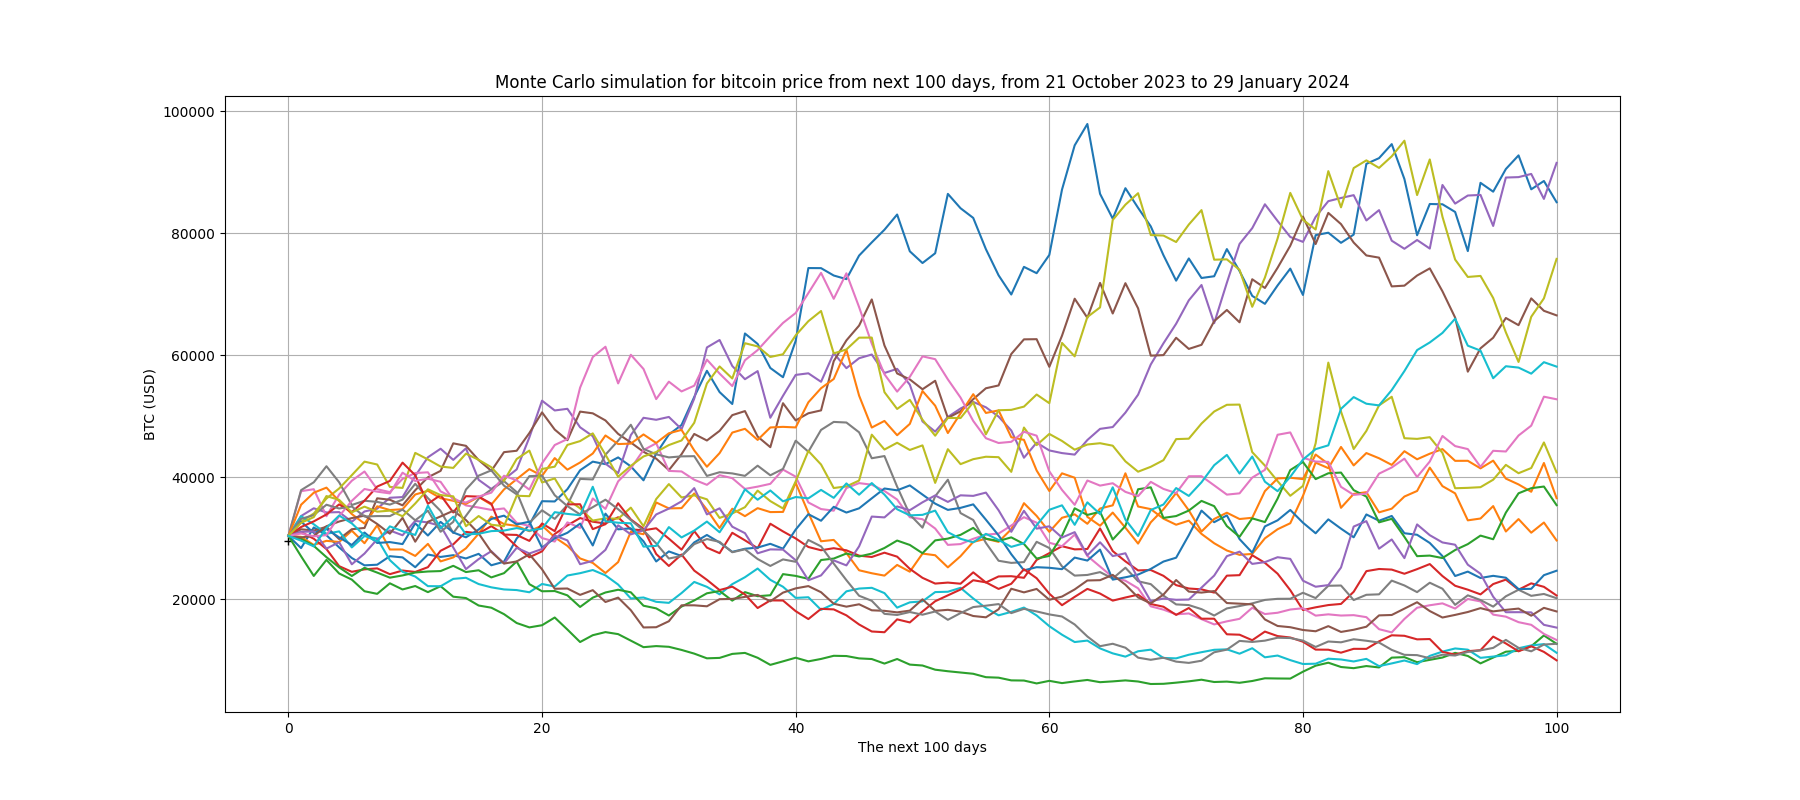 Monte Carlo simulation for bitcoin price from next 100 days, from 21 October 2023 to 29 January 2024
100000
80000
60000
40000
20000
BTC (USD)
0 20 40 60 80 100
The next 100 days